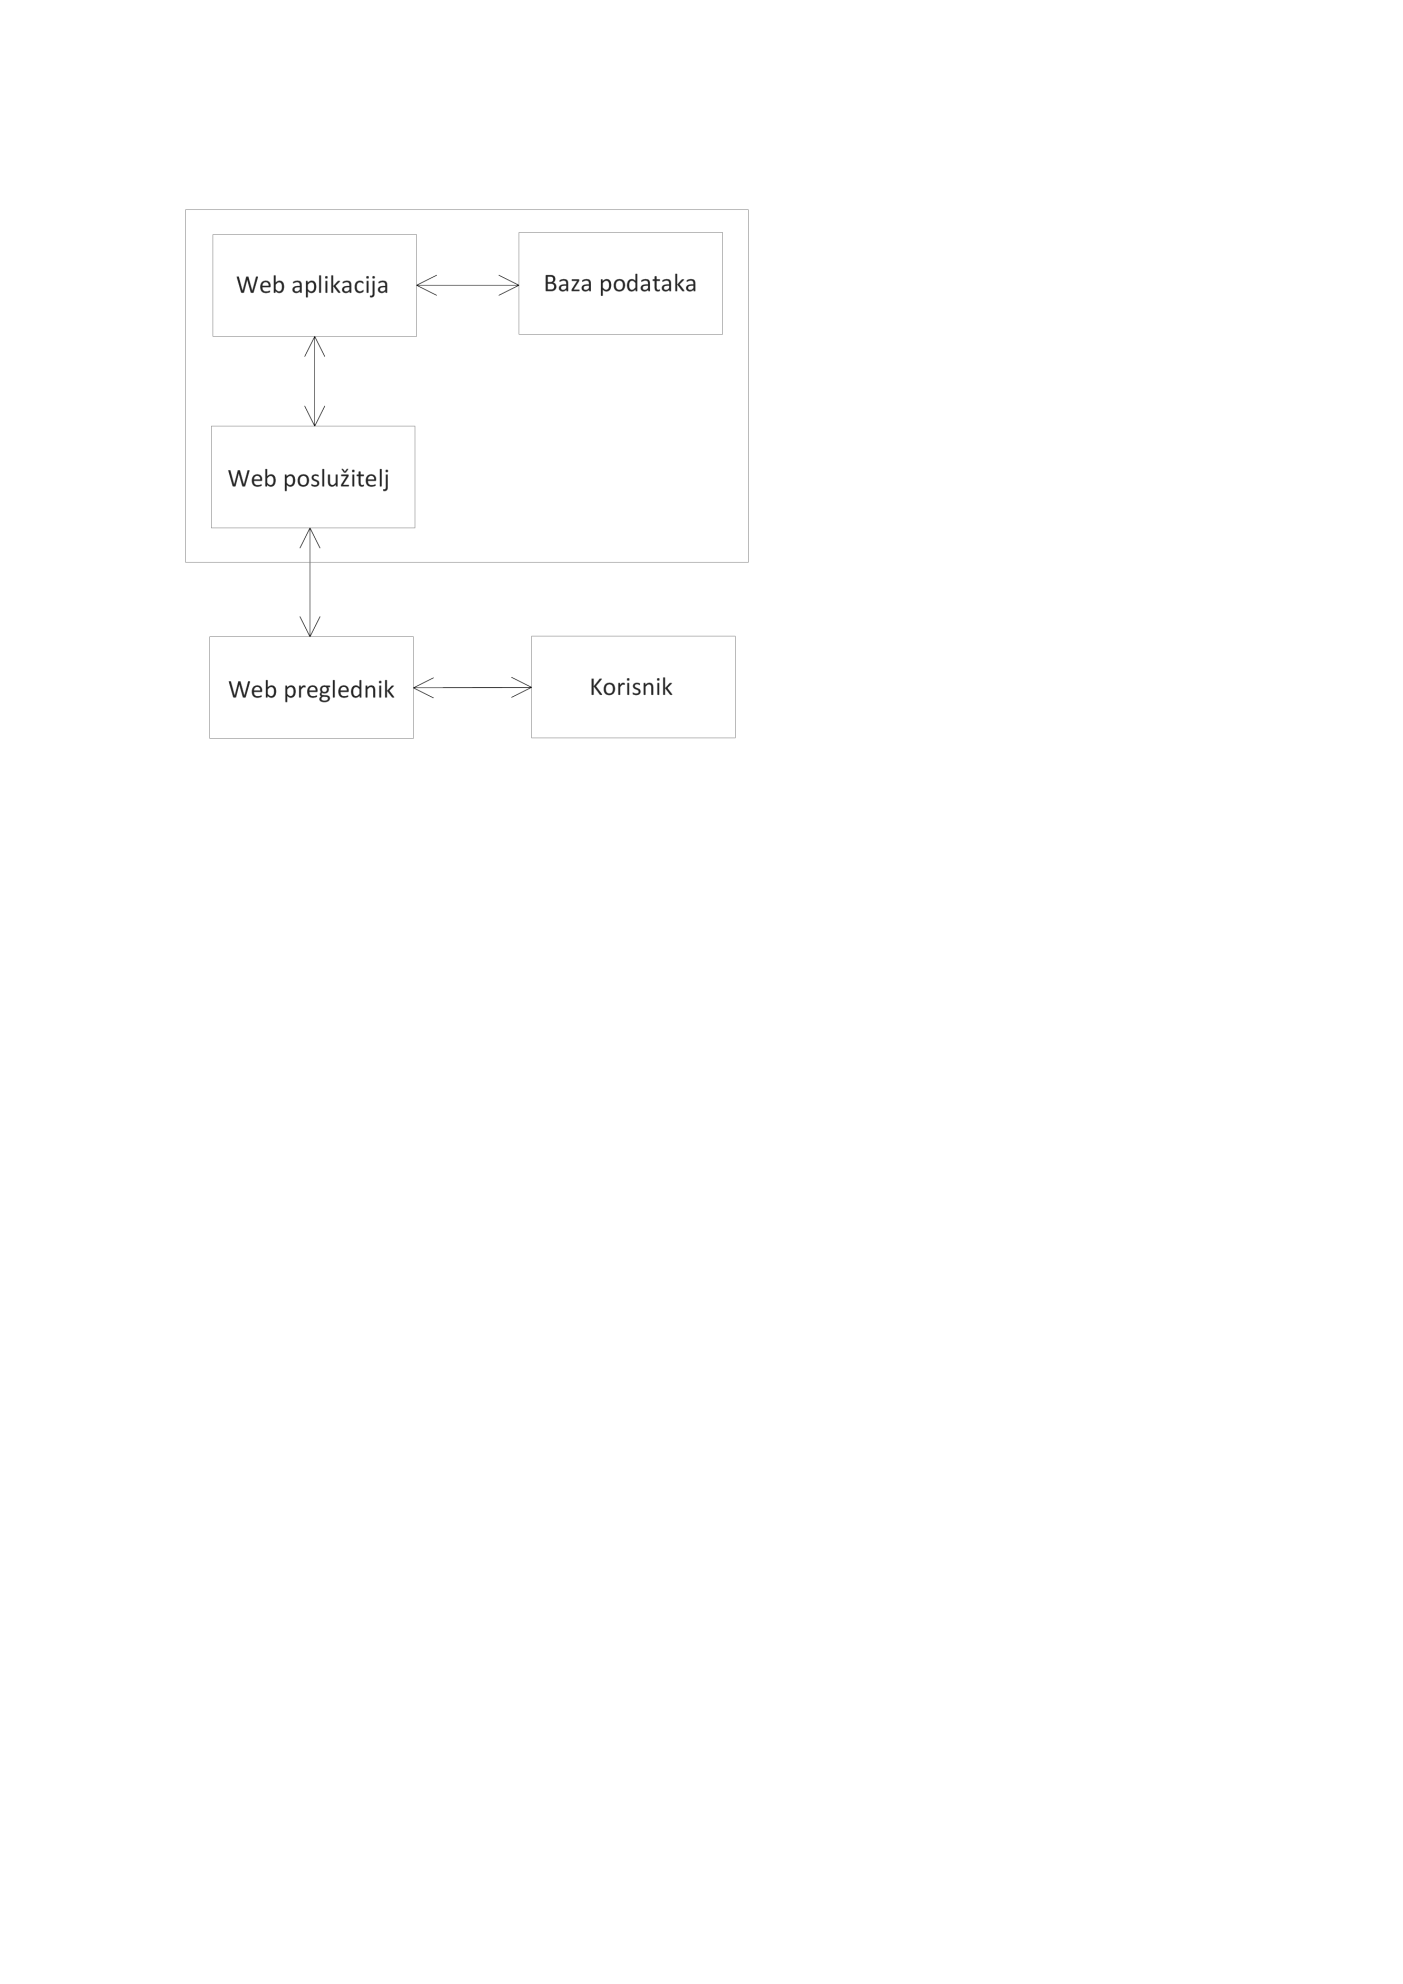 Web aplikacija
Baza podataka
Web poslužitelj
Web preglednik
Korisnik